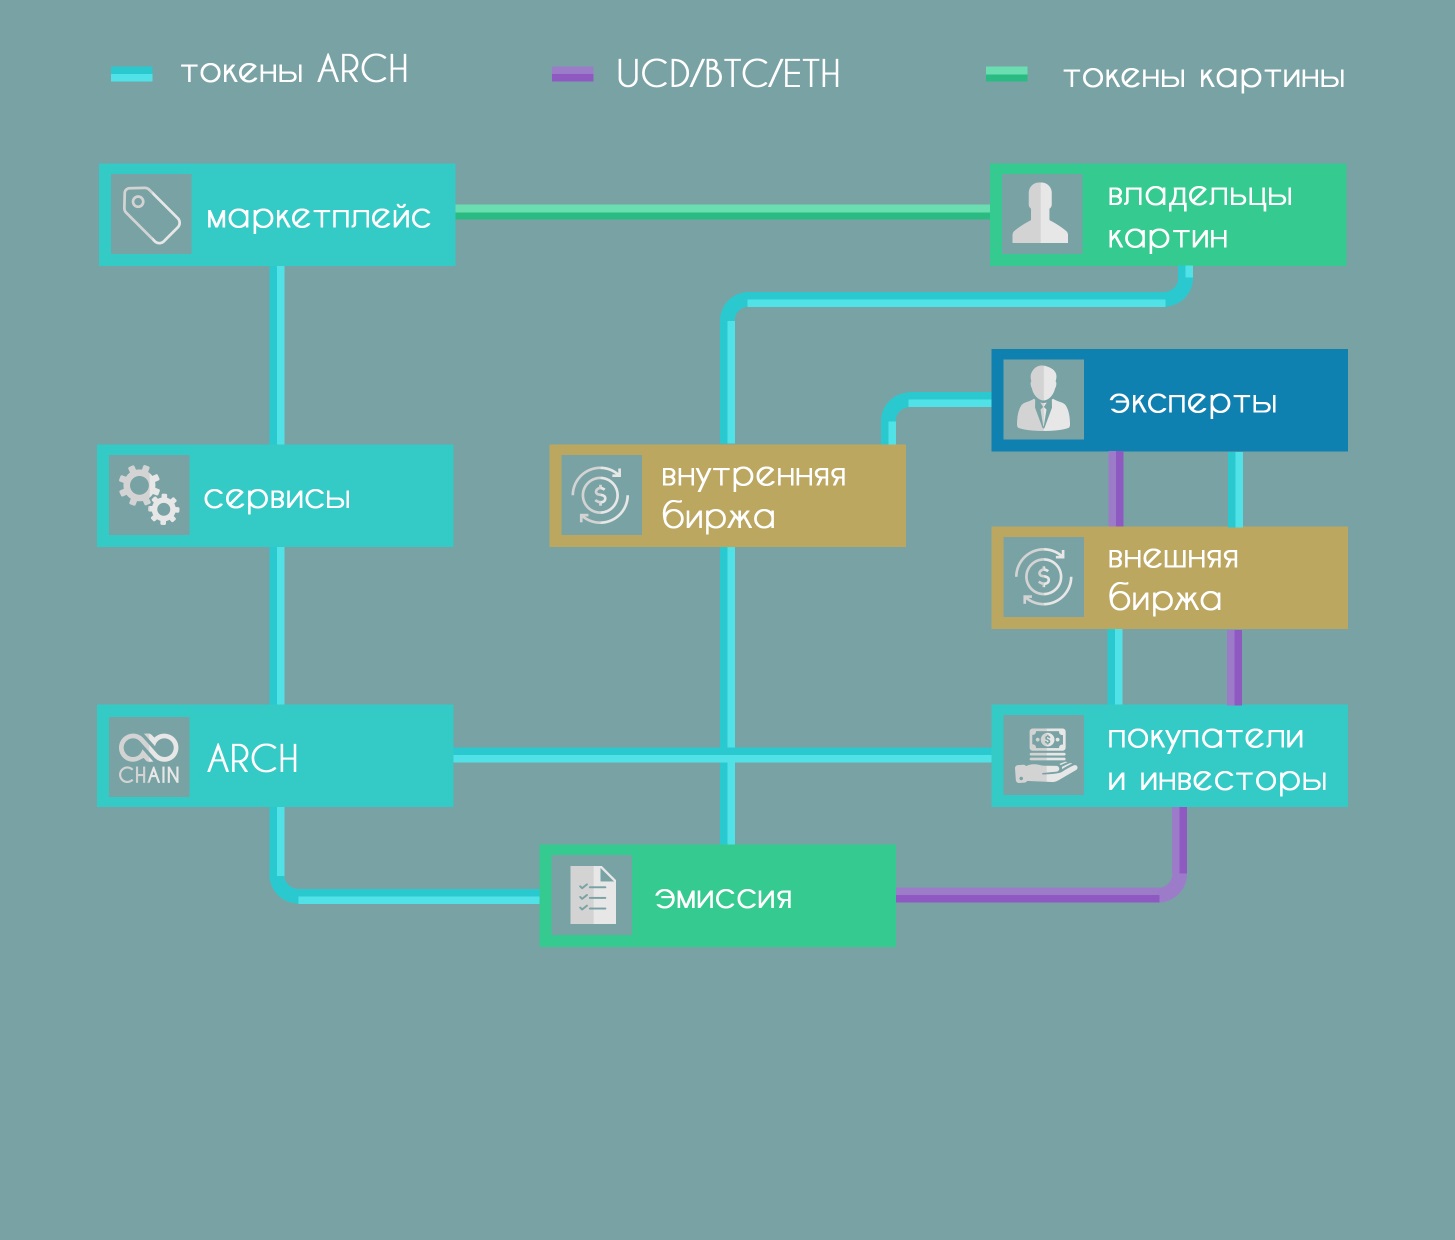 токены ARCH
UCD/BTC/ETH
токены картины
маркетплейс
владельцы
картин
эксперты
сервисы
внутренняя
биржа
внешняя
биржа
CHAIN
ARCH
покупатели
и инвесторы
эмиссия